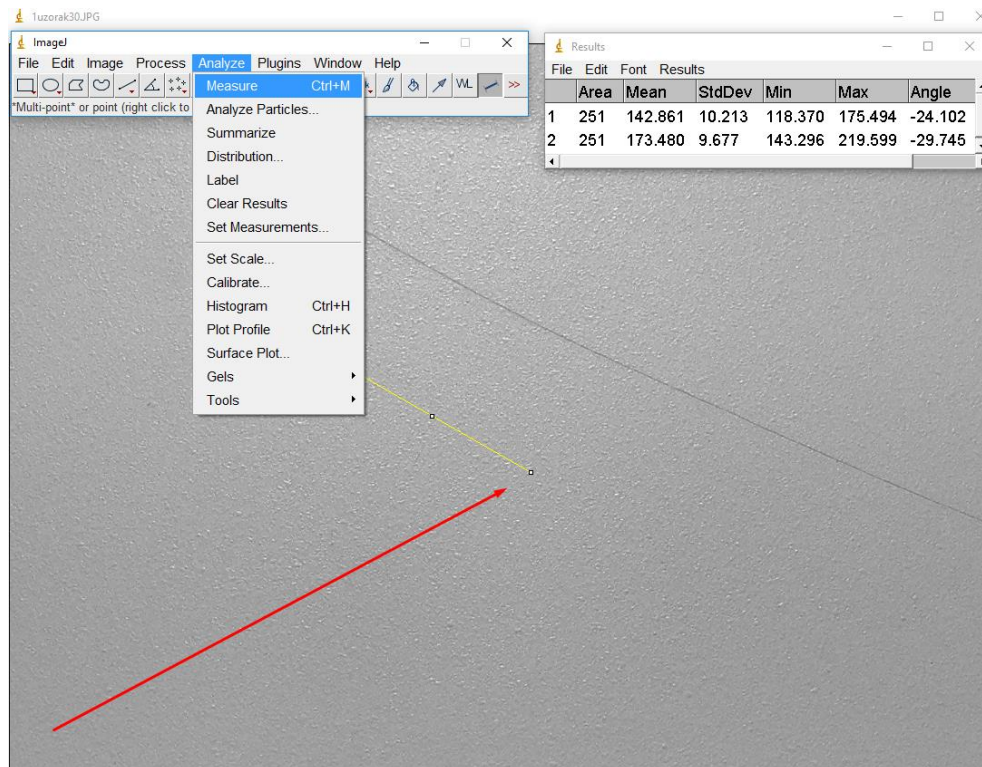 1uzorak30.JPG
ImageJ
File Edit Image Process Analyze Plugins Window Help
*Multi-point* or point (right click to
Measure Ctrl+M
Analyze Particles...
Summarize
Distribution...
Label
Clear Results
Set Measurements...
Set Scale...
Calibrate...
Histogram Ctrl+H
Plot Profile Ctrl+K
Surface Plot...
Gels
Tools
Results
File Edit Font Results
Area Mean StdDev Min Max Angle
1 251 142.861 10.213 118.370 175.494 -24.102
2 251 173.480 9.677 143.296 219.599 -29.745